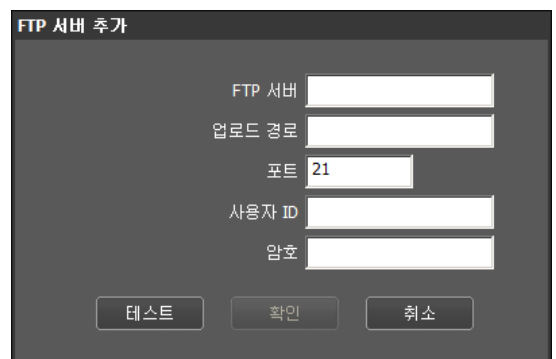 FTP 서버 추가
FTP 서버
업로드 경로
포트 21
사용자 ID
암호
테스트 확인 취소